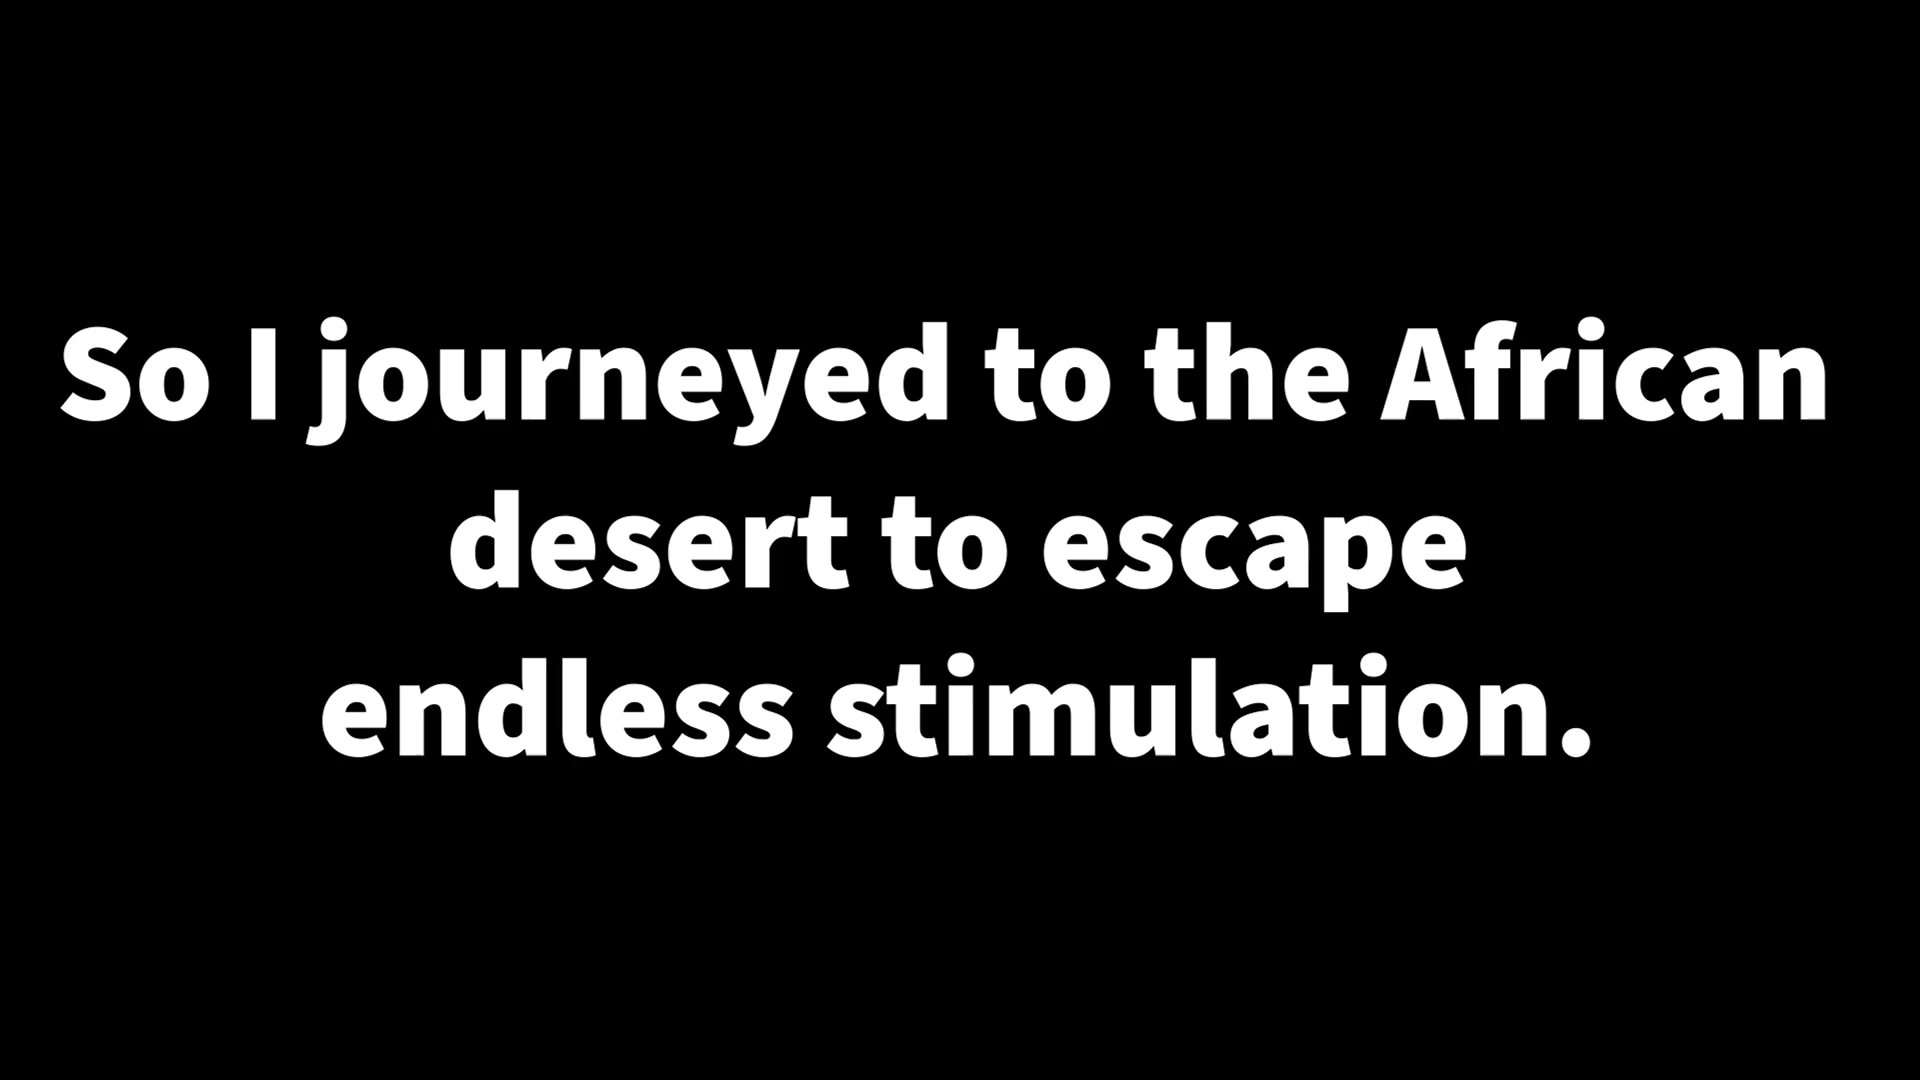 So I journeyed to the African
desert to escape
endless stimulation.